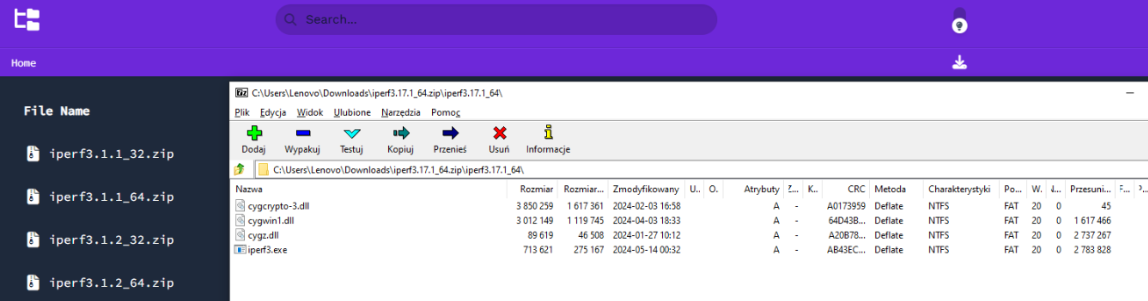 Search...
Home
File Name
iperf3.1.1_32.zip
iperf3.1.1_64.zip
iperf3.1.2_32.zip
iperf3.1.2_64.zip
C:\Users\Lenovo\Downloads\iperf3.17.1_64.zip\iperf3.17.1_64\
Plik Edycja Widok Ulubione Narzędzia Pomoc
Dodaj Wypakuj Testuj Kopiuj Przenieś Usuń Informacje
C:\Users\Lenovo\Downloads\iperf3.17.1_64.zip\iperf3.17.1_64\
Nazwa Rozmiar Rozmiar... Zmodyfikowany U.. O. Atrybuty Z... K.. CRC Metoda Charakterystyki Po... W. Przesuni... F... P...
cygcrypto-3.dll 3 850 259 1 617 361 2024-02-03 16:58 A - A0173959 Deflate NTFS FAT 20 0 45
cygwin1.dll 3 012 149 1 119 745 2024-04-03 18:33 A - 64D43B... Deflate NTFS FAT 20 0 1 617 466
cygz.dll 89 619 46 508 2024-01-27 10:12 A - A20B78... Deflate NTFS FAT 20 0 2 737 267
iperf3.exe 713 621 275 167 2024-05-14 00:32 A - AB43EC... Deflate NTFS FAT 20 0 2 783 828